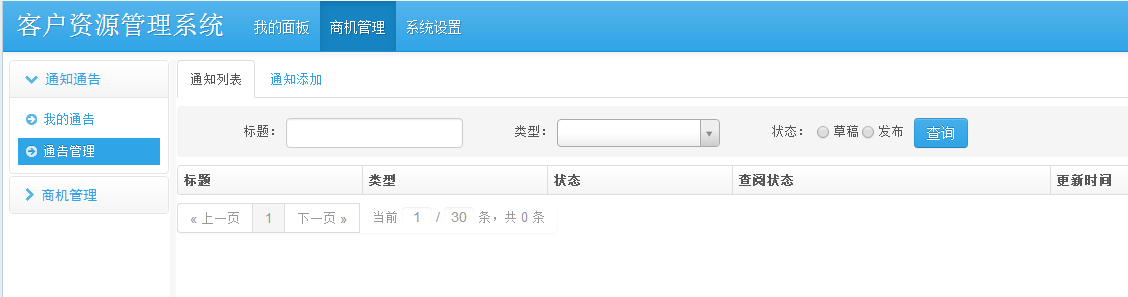 客户资源管理系统 我的面板 商机管理 系统设置
通知通告
我的通告
通告管理
商机管理
通知列表 通知添加
标题： 类型： 状态： 草稿 发布 查询
标题 类型 状态 查阅状态 更新时间
« 上一页 1 下一页 » 当前 1 / 30 条，共 0 条